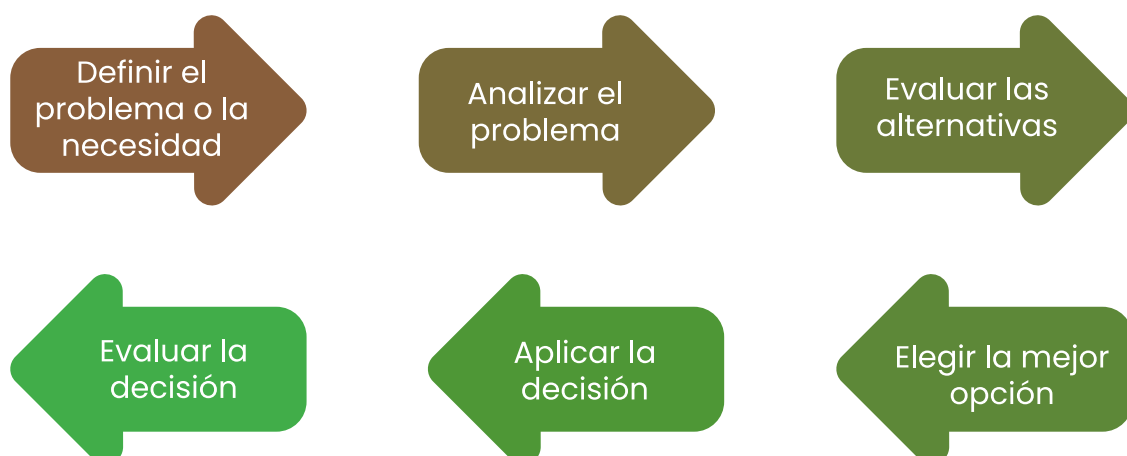 Definir el
problema o la
necesidad
Analizar el
problema
Evaluar las
alternativas
Elegir la mejor
opción
Aplicar la
decisión
Evaluar la
decisión